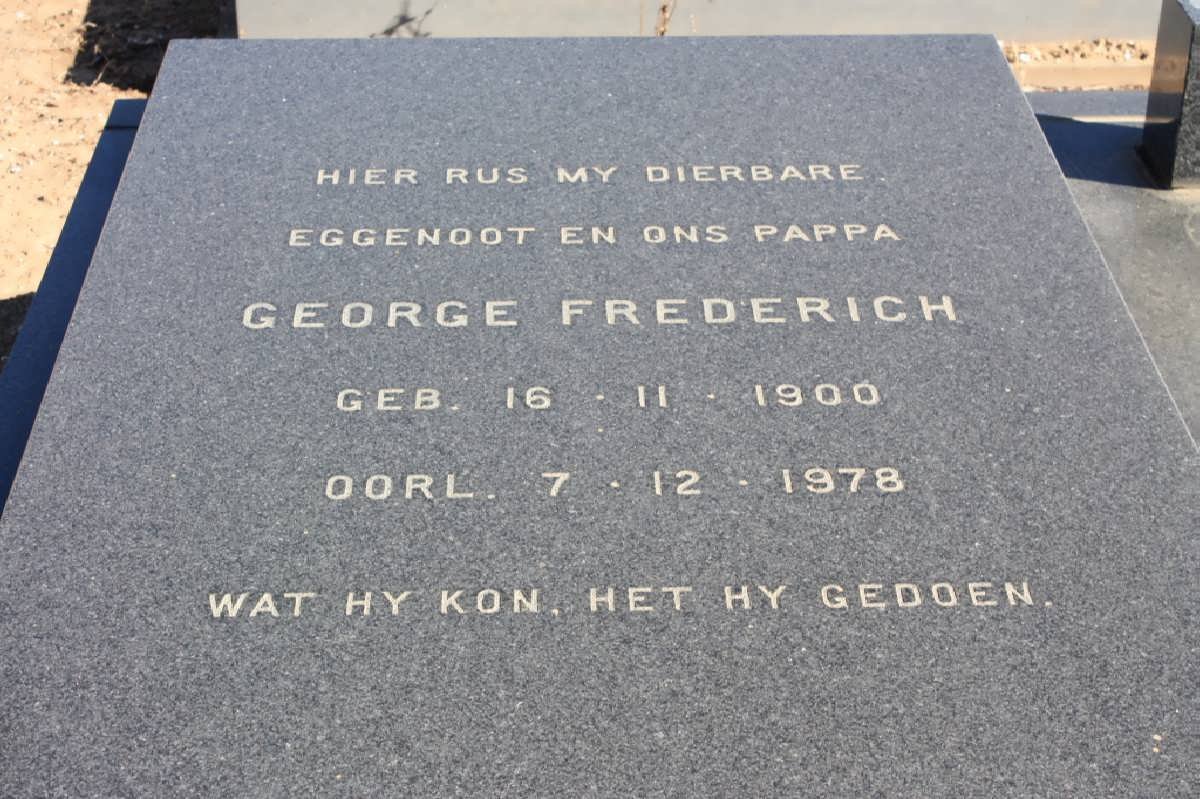 HIER RUS MY DIERBARE
EGGENOOT EN ONS PAPPA
GEORGE FREDERICH
GEB. 16 · 11 · 1900
OORL. 7 · 12 · 1978
WAT HY KON, HET HY GEDOEN.